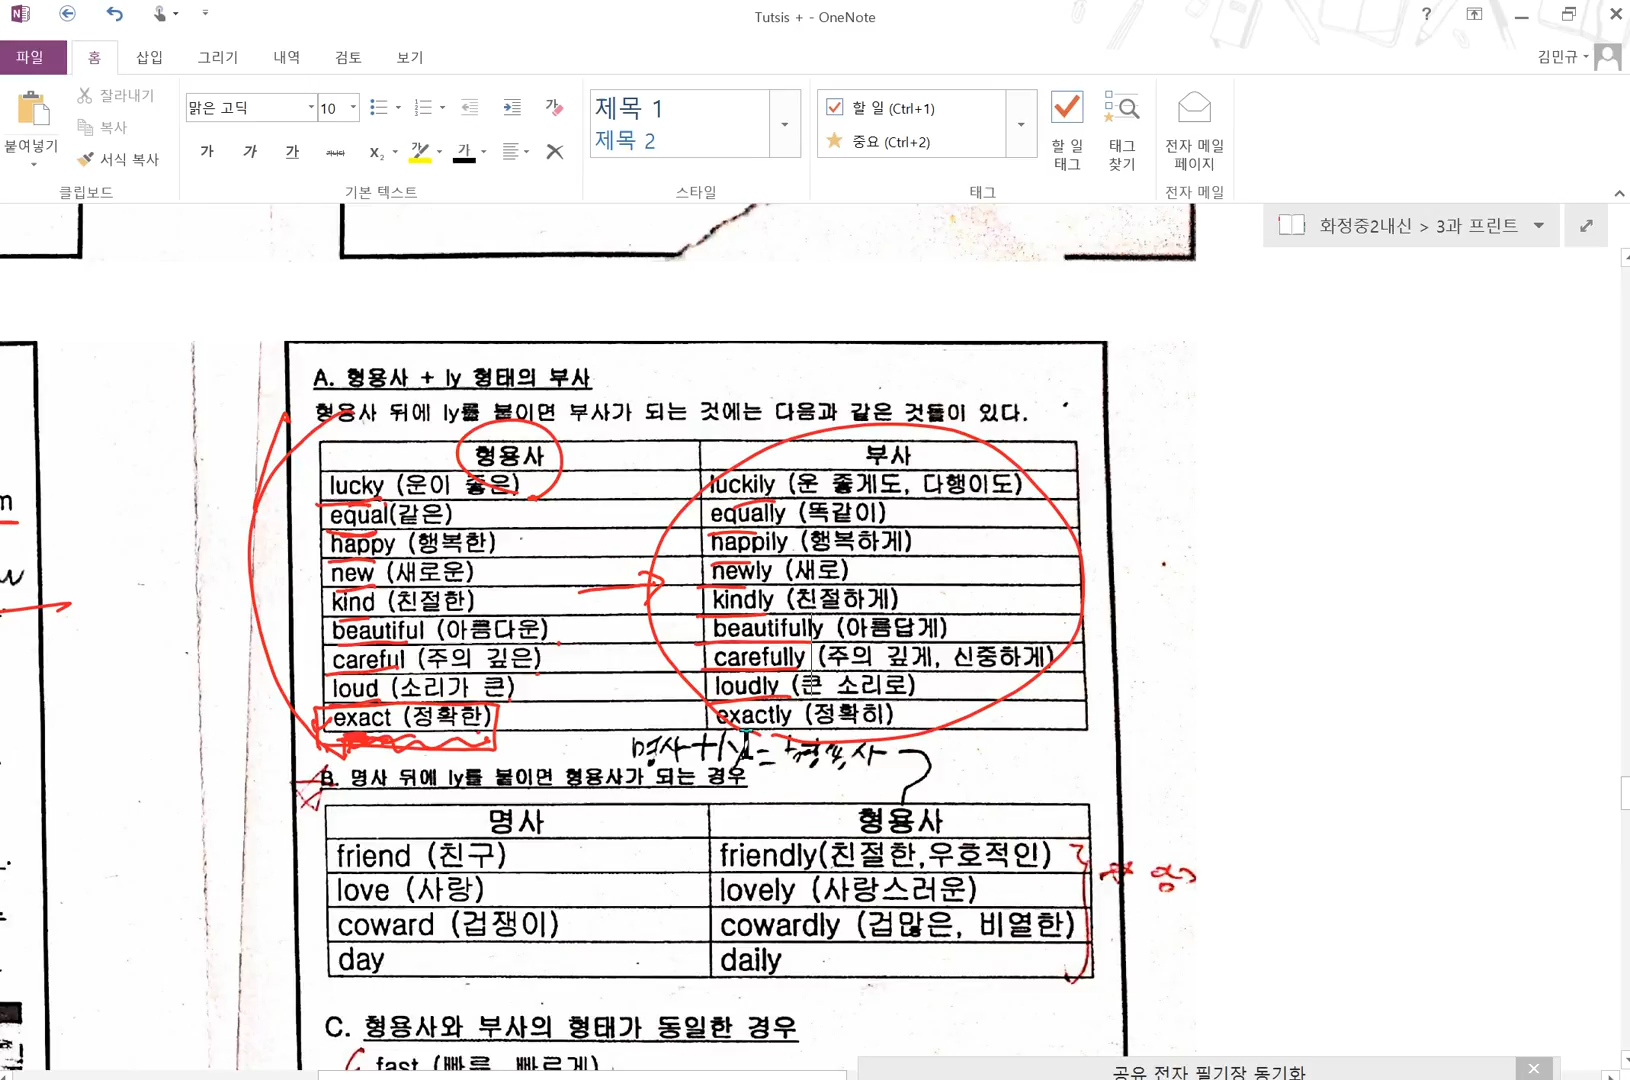 Tutsis + - OneNote
파일 홈 삽입 그리기 내역 검토 보기
김민규
잘라내기
복사
붙여넣기
서식 복사
클립보드
맑은 고딕 10
가 가 가
기본 텍스트
제목 1
제목 2
스타일
할 일 (Ctrl+1)
중요 (Ctrl+2)
할 일
태그
태그
찾기
태그
전자 메일
페이지
전자 메일
화정중2내신 > 3과 프린트
A. 형용사 + ly 형태의 부사
형용사 뒤에 ly를 붙이면 부사가 되는 것에는 다음과 같은 것들이 있다.
형용사 부사
lucky (운이 좋은) luckily (운 좋게도, 다행이도)
equal(같은) equally (똑같이)
happy (행복한) happily (행복하게)
new (새로운) newly (새로)
kind (친절한) kindly (친절하게)
beautiful (아름다운) beautifully (아름답게)
careful (주의 깊은) carefully (주의 깊게, 신중하게)
loud (소리가 큰) loudly (큰 소리로)
exact (정확한) exactly (정확히)
명사+ly = 형용사
B. 명사 뒤에 ly를 붙이면 형용사가 되는 경우
명사 형용사
friend (친구) friendly(친절한,우호적인)
love (사랑) lovely (사랑스러운)
coward (겁쟁이) cowardly (겁많은, 비열한)
day daily
C. 형용사와 부사의 형태가 동일한 경우
fast (빠른, 빠르게)
공유 전자 필기장 동기화